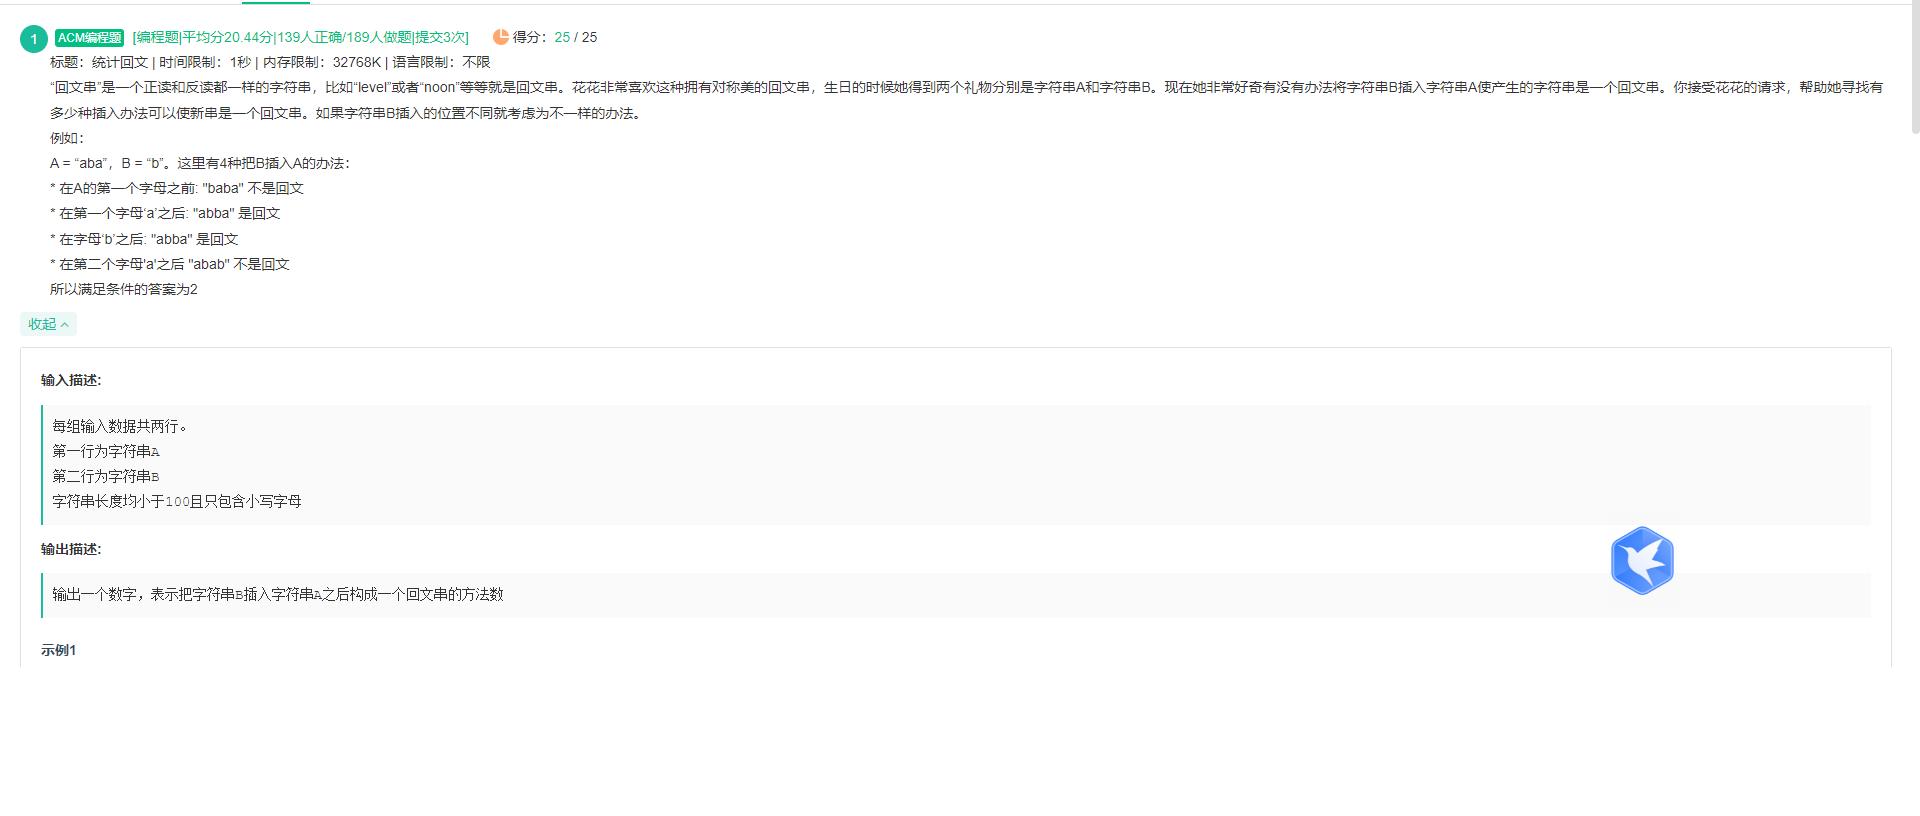 1 ACM编程题 [编程题|平均分20.44分|139人正确/189人做题|提交3次] 得分：25 / 25
标题：统计回文 | 时间限制：1秒 | 内存限制：32768K | 语言限制：不限
“回文串”是一个正读和反读都一样的字符串，比如“level”或者“noon”等等就是回文串。花花非常喜欢这种拥有对称美的回文串，生日的时候她得到两个礼物分别是字符串A和字符串B。现在她非常好奇有没有办法将字符串B插入字符串A使产生的字符串是一个回文串。你接受花花的请求，帮助她寻找有
多少种插入办法可以使新串是一个回文串。如果字符串B插入的位置不同就考虑为不一样的办法。
例如：
A = “aba”，B = “b”。这里有4种把B插入A的办法：
* 在A的第一个字母之前: "baba" 不是回文
* 在第一个字母‘a’之后: "abba" 是回文
* 在字母‘b’之后: "abba" 是回文
* 在第二个字母'a'之后 "abab" 不是回文
所以满足条件的答案为2
收起
输入描述:
每组输入数据共两行。
第一行为字符串A
第二行为字符串B
字符串长度均小于100且只包含小写字母
输出描述:
输出一个数字，表示把字符串B插入字符串A之后构成一个回文串的方法数
示例1